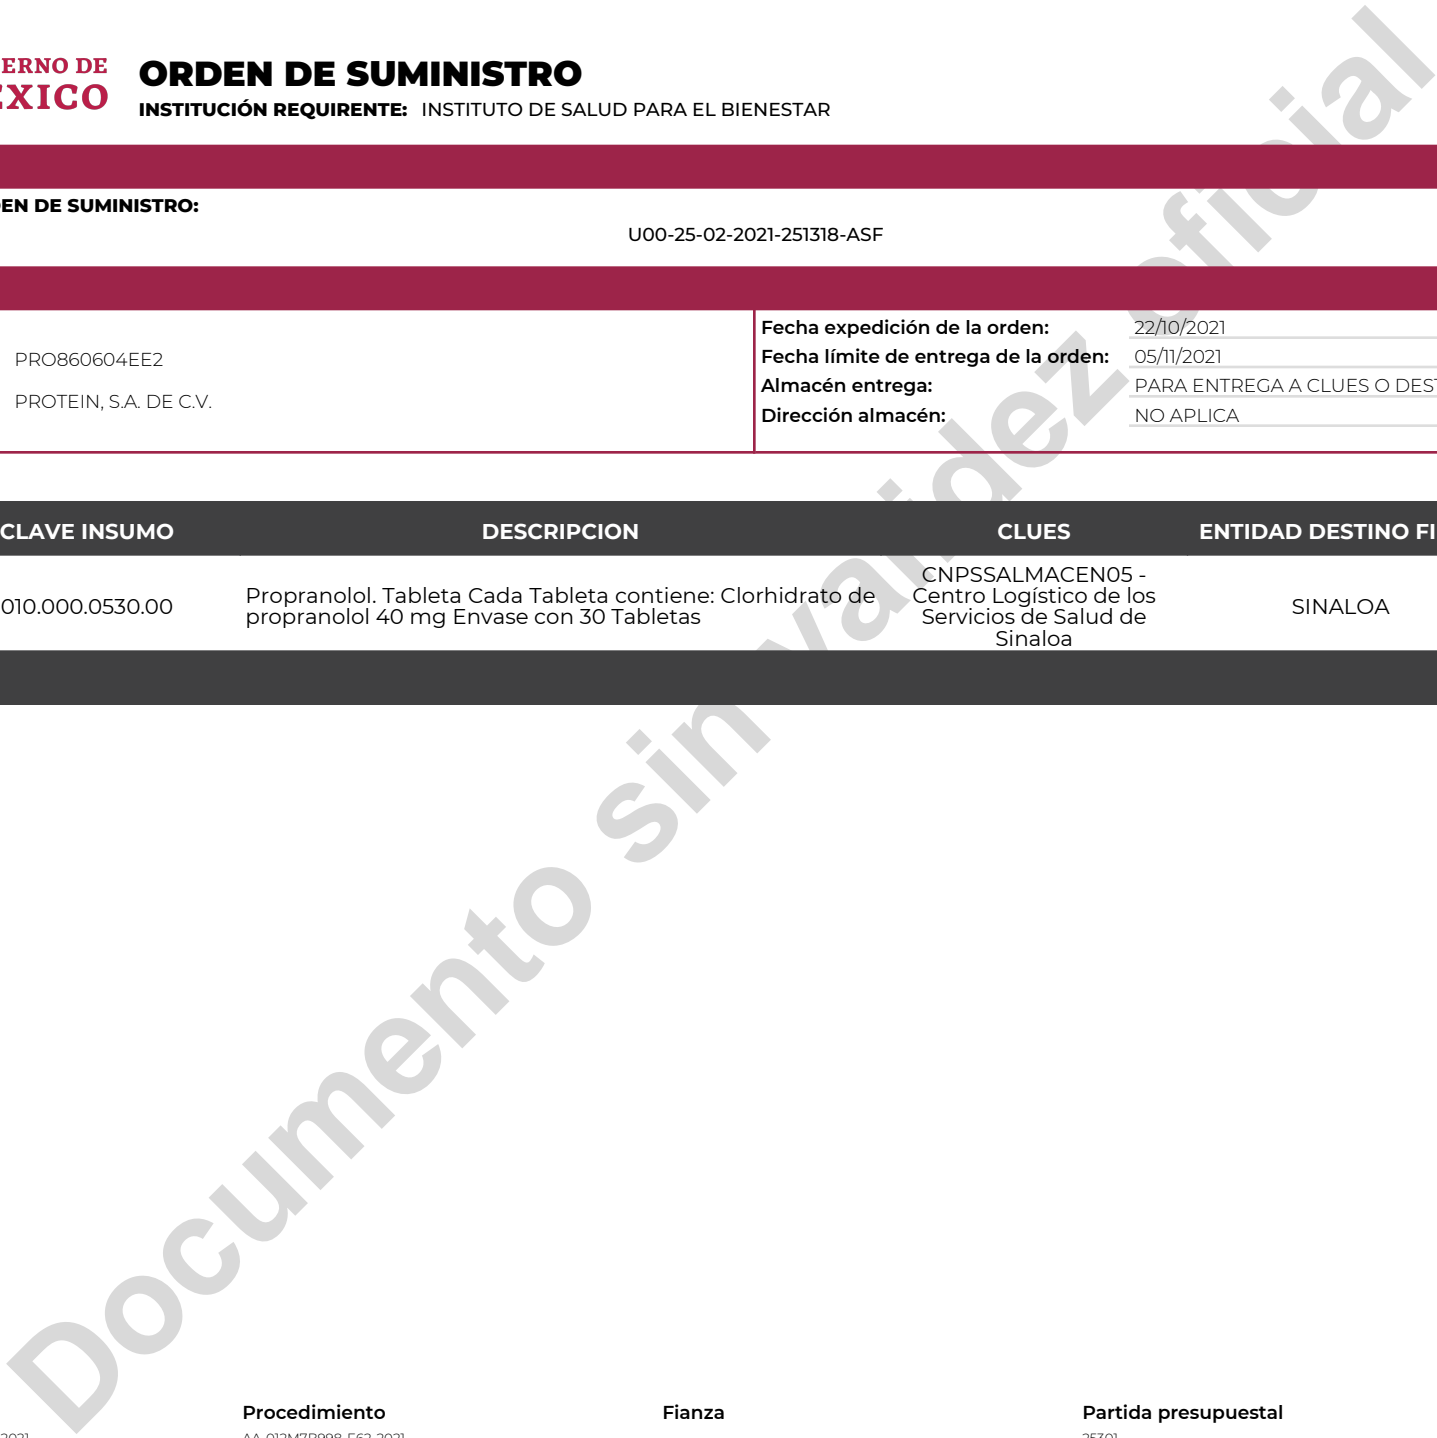 ERNO DE
ÉXICO
ORDEN DE SUMINISTRO
INSTITUCIÓN REQUIRENTE: INSTITUTO DE SALUD PARA EL BIENESTAR
EN DE SUMINISTRO:
U00-25-02-2021-251318-ASF
PRO860604EE2
PROTEIN, S.A. DE C.V.
Fecha expedición de la orden: 22/10/2021
Fecha límite de entrega de la orden: 05/11/2021
Almacén entrega: PARA ENTREGA A CLUES O DEST
Dirección almacén: NO APLICA
CLAVE INSUMO DESCRIPCION CLUES ENTIDAD DESTINO FI
010.000.0530.00
Propranolol. Tableta Cada Tableta contiene: Clorhidrato de
propranolol 40 mg Envase con 30 Tabletas
CNPSSALMACEN05 -
Centro Logístico de los
Servicios de Salud de
Sinaloa
SINALOA
Documento sin validez oficial
Procedimiento Fianza Partida presupuestal